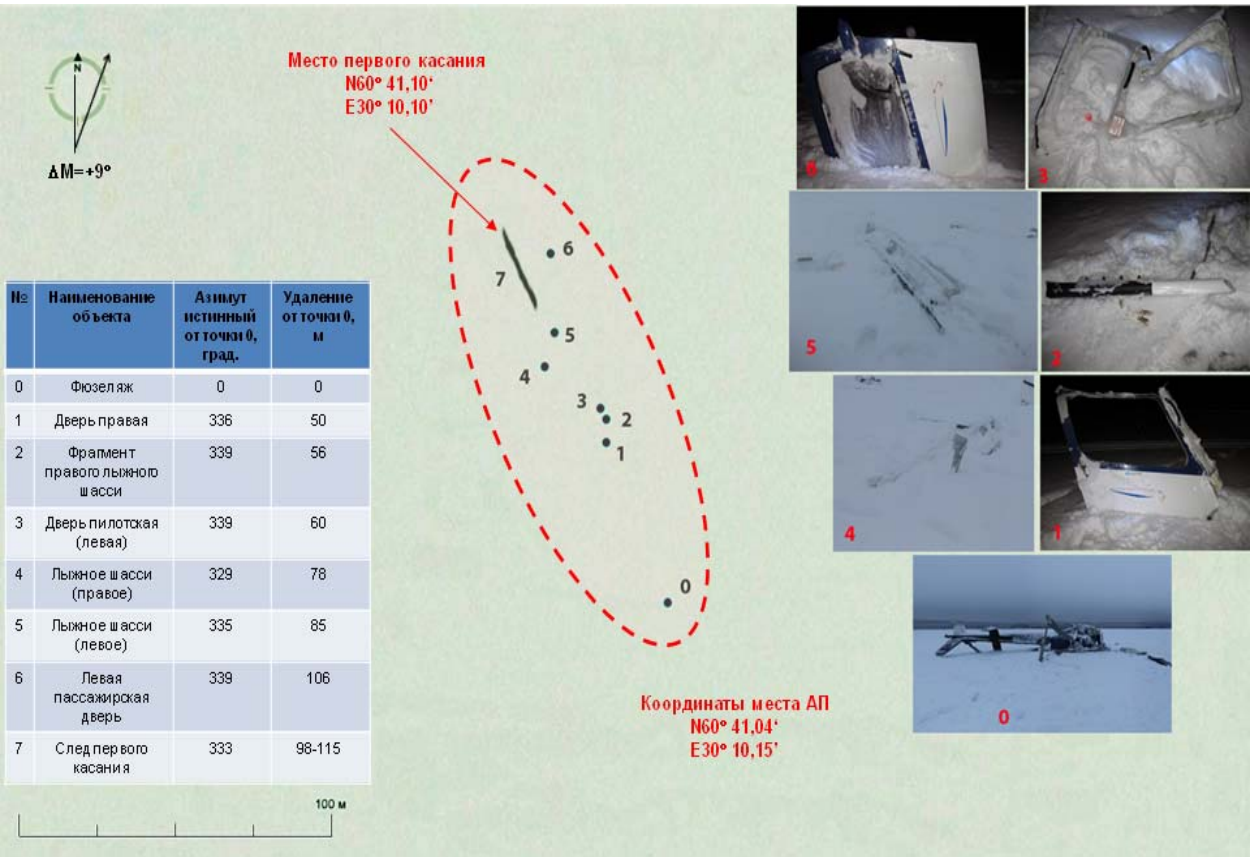 N
ΔM=+9°
Место первого касания
N60° 41,10‘
E30° 10,10’
6
7
5
4
3
2
1
0
Координаты места АП
N60° 41,04‘
E30° 10,15’
№ Наименование объекта Азимут истинный от точки 0, град. Удаление от точки 0, м
0 Фюзеляж 0 0
1 Дверь правая 336 50
2 Фрагмент правого лыжного шасси 339 56
3 Дверь пилотская (левая) 339 60
4 Лыжное шасси (правое) 329 78
5 Лыжное шасси (левое) 335 85
6 Левая пассажирская дверь 339 106
7 След первого касания 333 98-115
100 м
6
3
5
2
4
1
0